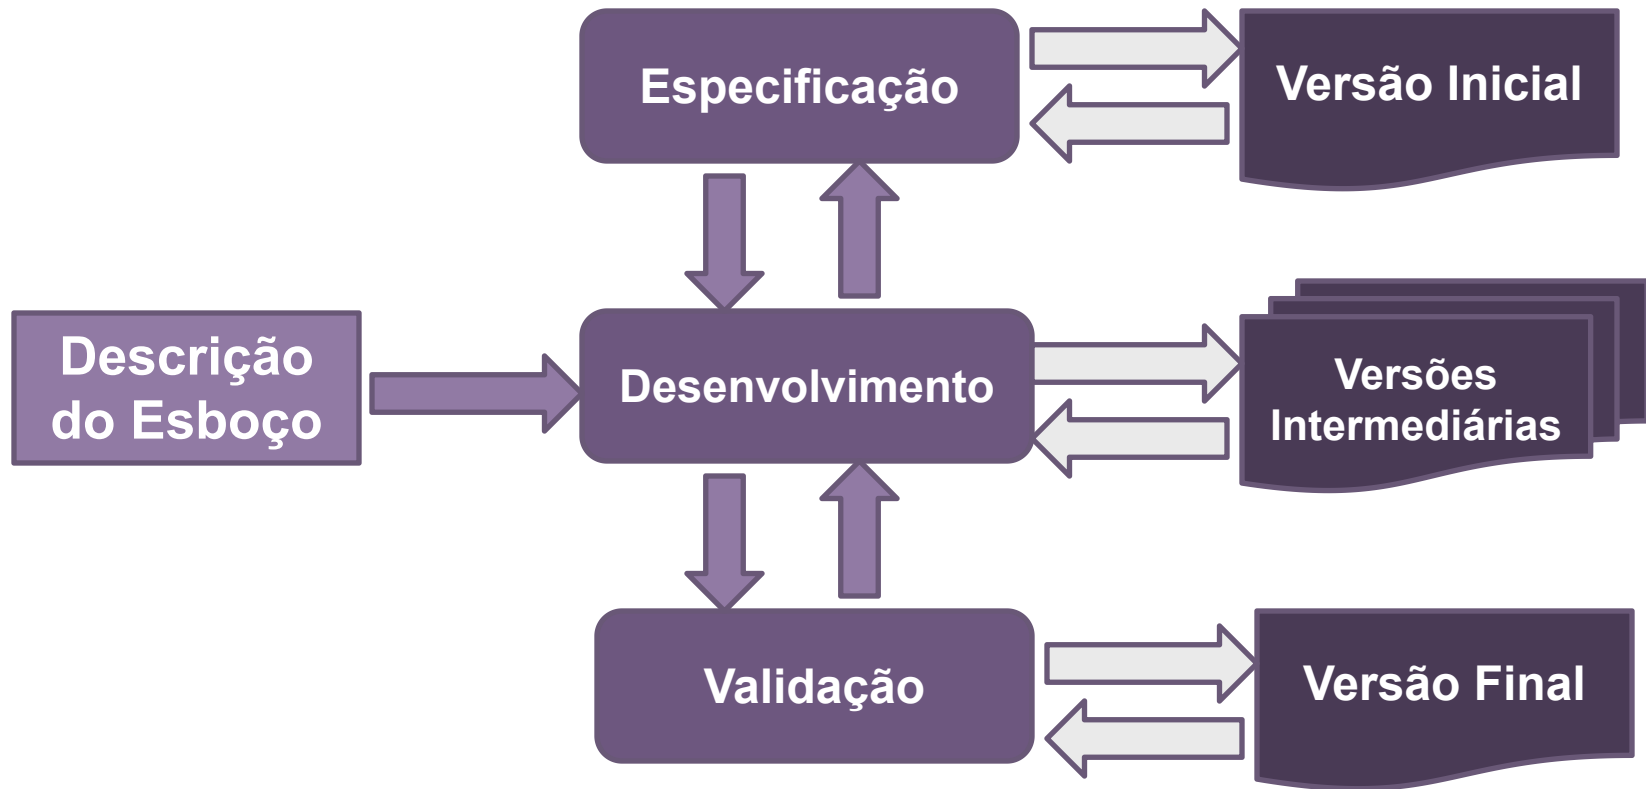 Especificação
Versão Inicial
Descrição
do Esboço
Desenvolvimento
Versões
Intermediárias
Validação
Versão Final